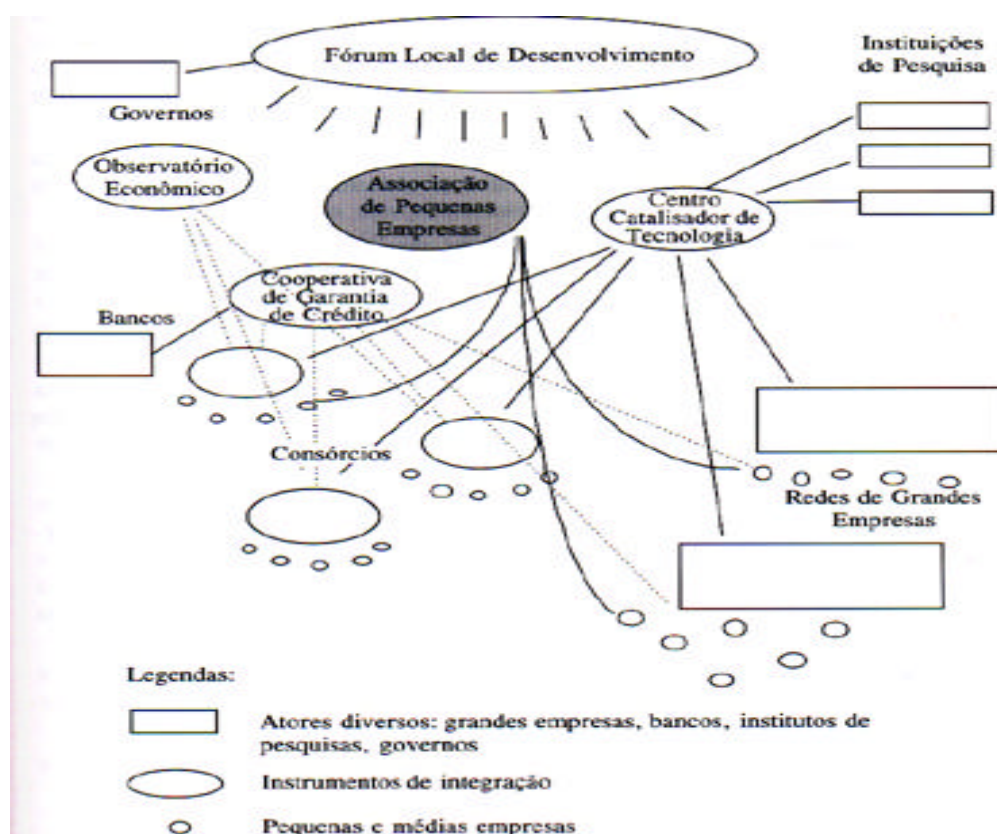 Fórum Local de Desenvolvimento
Instituições
de Pesquisa
Governos
Observatório
Econômico
Associação
de Pequenas
Empresas
Centro
Catalisador de
Tecnologia
Cooperativa
de Garantia
de Crédito
Bancos
Consórcios
Redes de Grandes
Empresas
Legendas:
Atores diversos: grandes empresas, bancos, institutos de
pesquisas, governos
Instrumentos de integração
Pequenas e médias empresas